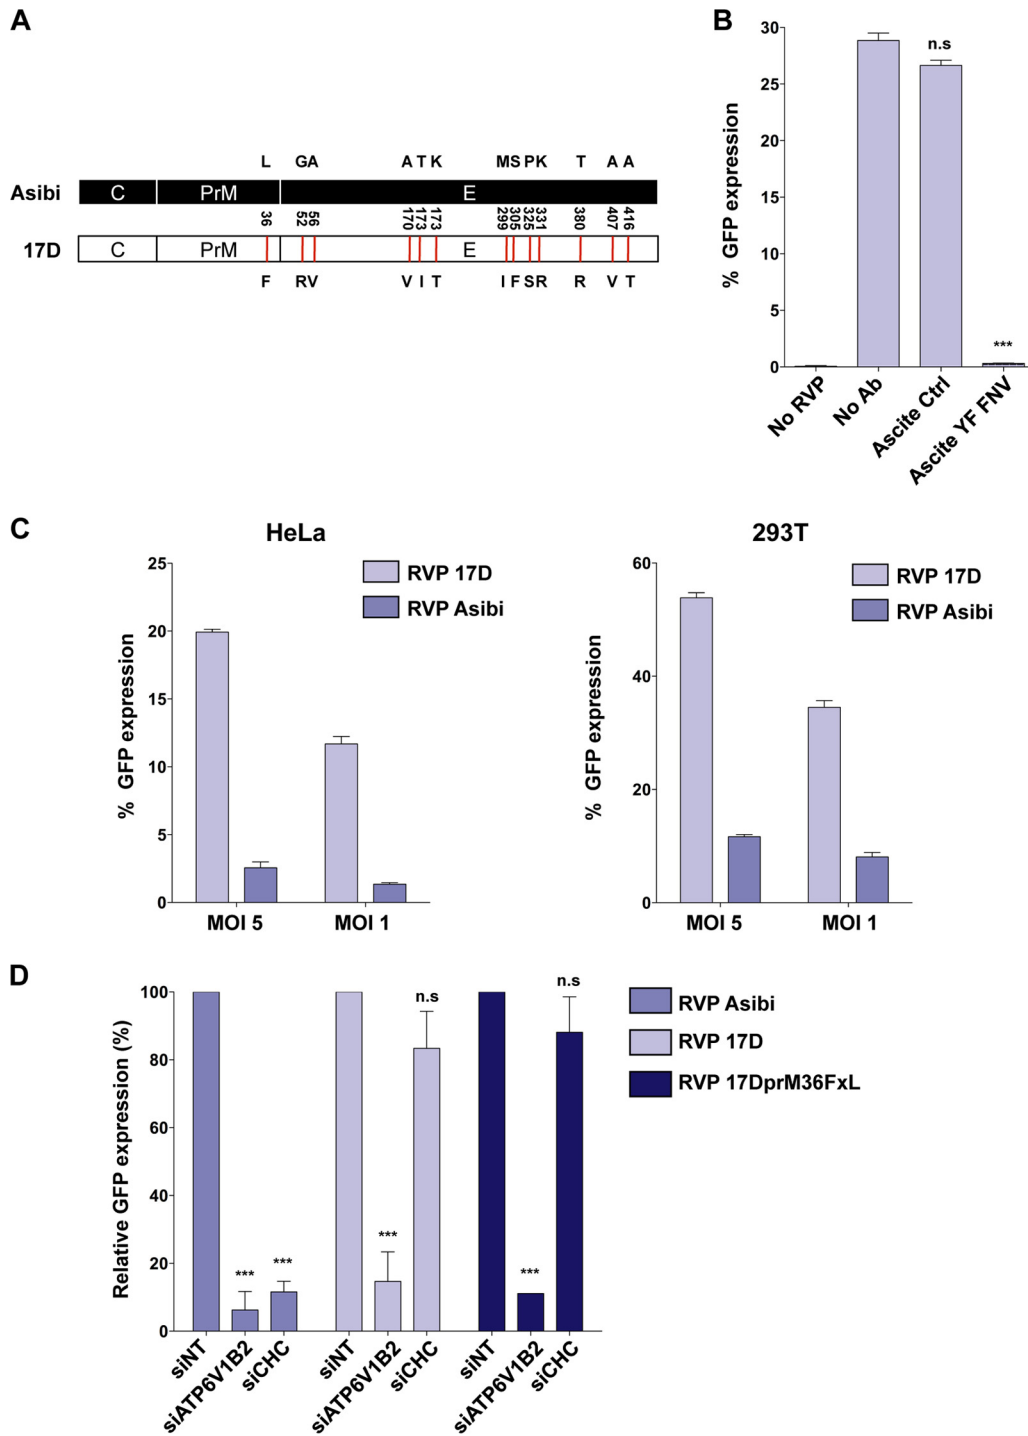 A
L GA A T K MS PK T A A
Asibi C PrM E
36 52 56 170 173 173 299 305 325 331 380 407 416
17D C PrM E
F RV V I T I F SR R V T
B
% GFP expression
30
25
20
15
10
5
0
n.s
***
No RVP No Ab Ascite Ctrl Ascite YF FNV
C
HeLa
% GFP expression
25
20
15
10
5
0
RVP 17D
RVP Asibi
MOI 5 MOI 1
293T
% GFP expression
60
40
20
0
RVP 17D
RVP Asibi
MOI 5 MOI 1
D
Relative GFP expression (%)
100
80
60
40
20
0
*** *** *** n.s *** n.s
siNT siATP6V1B2 siCHC siNT siATP6V1B2 siCHC siNT siATP6V1B2 siCHC
RVP Asibi
RVP 17D
RVP 17DprM36FxL